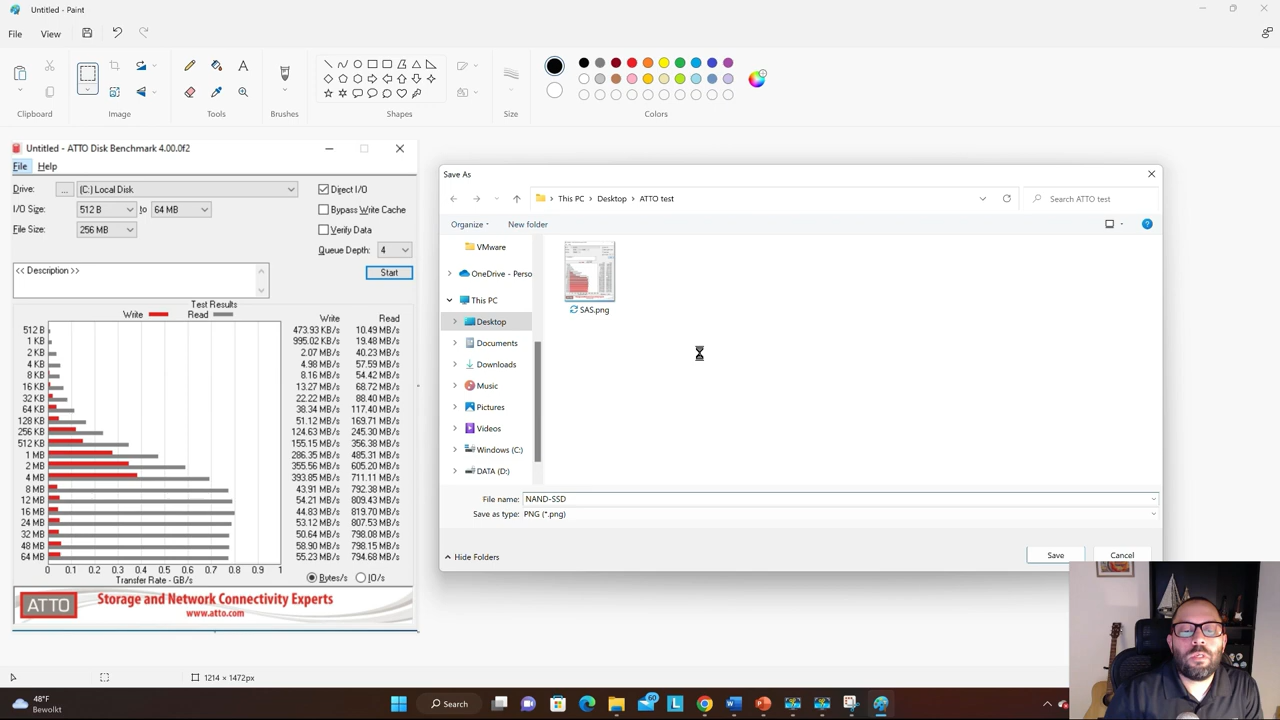 Untitled - Paint
File
View
Clipboard
Image
Tools
Brushes
Shapes
Size
Colors
Untitled - ATTO Disk Benchmark 4.00.0f2
File
Help
Drive:
...
(C:) Local Disk
Direct I/O
I/O Size:
512 B
to
64 MB
Bypass Write Cache
File Size:
256 MB
Verify Data
Queue Depth:
4
<< Description >>
Start
Test Results
Write
Read
Write Read
512 B 473.93 KB/s 10.49 MB/s
1 KB 995.02 KB/s 19.48 MB/s
2 KB 2.07 MB/s 40.23 MB/s
4 KB 4.98 MB/s 57.59 MB/s
8 KB 8.16 MB/s 54.42 MB/s
16 KB 13.27 MB/s 68.72 MB/s
32 KB 22.22 MB/s 88.40 MB/s
64 KB 38.34 MB/s 117.40 MB/s
128 KB 51.12 MB/s 169.71 MB/s
256 KB 124.63 MB/s 245.30 MB/s
512 KB 155.15 MB/s 356.38 MB/s
1 MB 286.35 MB/s 485.31 MB/s
2 MB 355.56 MB/s 605.20 MB/s
4 MB 393.85 MB/s 711.11 MB/s
8 MB 43.91 MB/s 792.38 MB/s
12 MB 54.21 MB/s 809.43 MB/s
16 MB 44.83 MB/s 819.70 MB/s
24 MB 53.12 MB/s 807.53 MB/s
32 MB 50.64 MB/s 798.08 MB/s
48 MB 58.90 MB/s 798.15 MB/s
64 MB 55.23 MB/s 794.68 MB/s
0 0.1 0.2 0.3 0.4 0.5 0.6 0.7 0.8 0.9 1
Transfer Rate - GB/s
Bytes/s
IO/s
ATTO
Storage and Network Connectivity Experts
www.atto.com
Save As
This PC
Desktop
ATTO test
Search ATTO test
Organize
New folder
VMware
OneDrive - Perso
This PC
Desktop
Documents
Downloads
Music
Pictures
Videos
Windows (C:)
DATA (D:)
SAS.png
File name: NAND-SSD
Save as type: PNG (*.png)
Hide Folders
Save
Cancel
1214 × 1472px
48°F
Bewolkt
Search
60